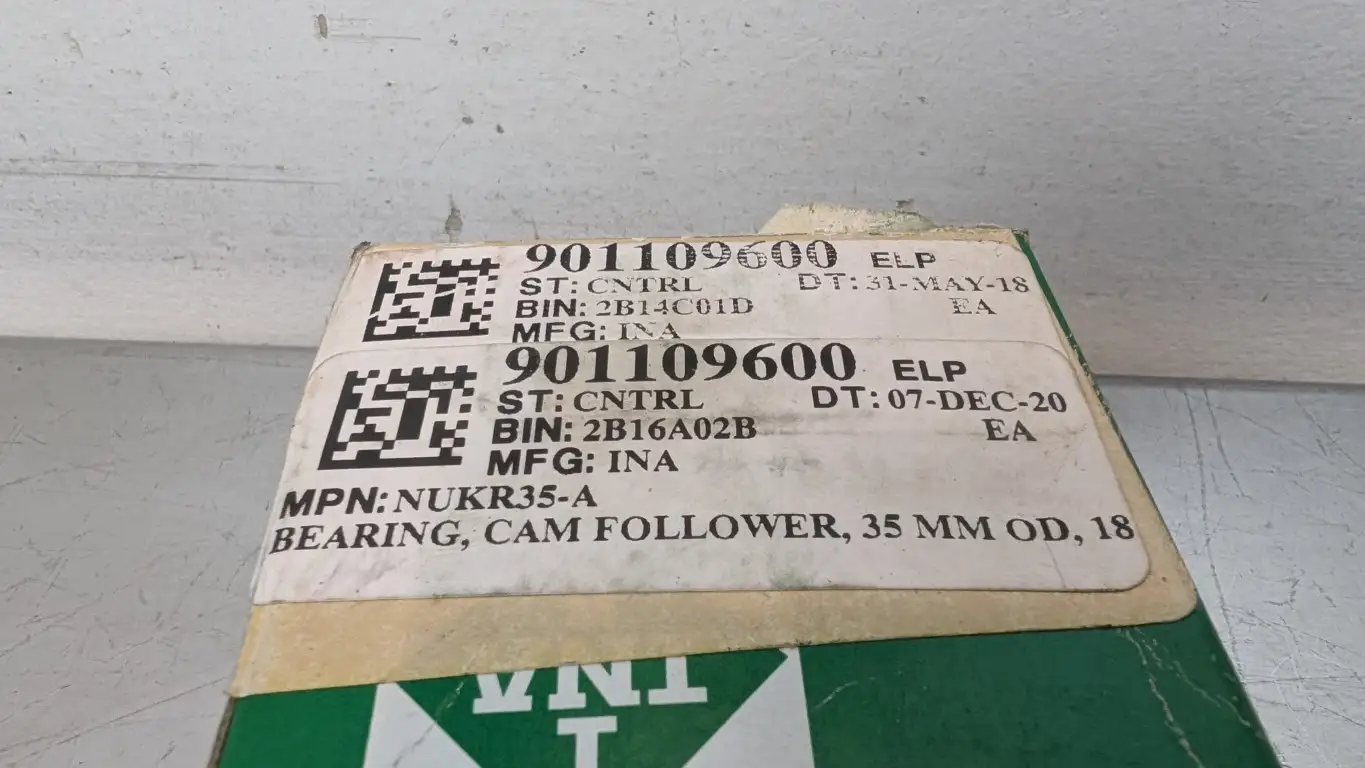 901109600 ELP
ST: CNTRL DT: 31-MAY-18
BIN: 2B14C01D EA
MFG: INA
901109600 ELP
ST: CNTRL DT: 07-DEC-20
BIN: 2B16A02B EA
MFG: INA
MPN: NUKR35-A
BEARING, CAM FOLLOWER, 35 MM OD, 18
INA